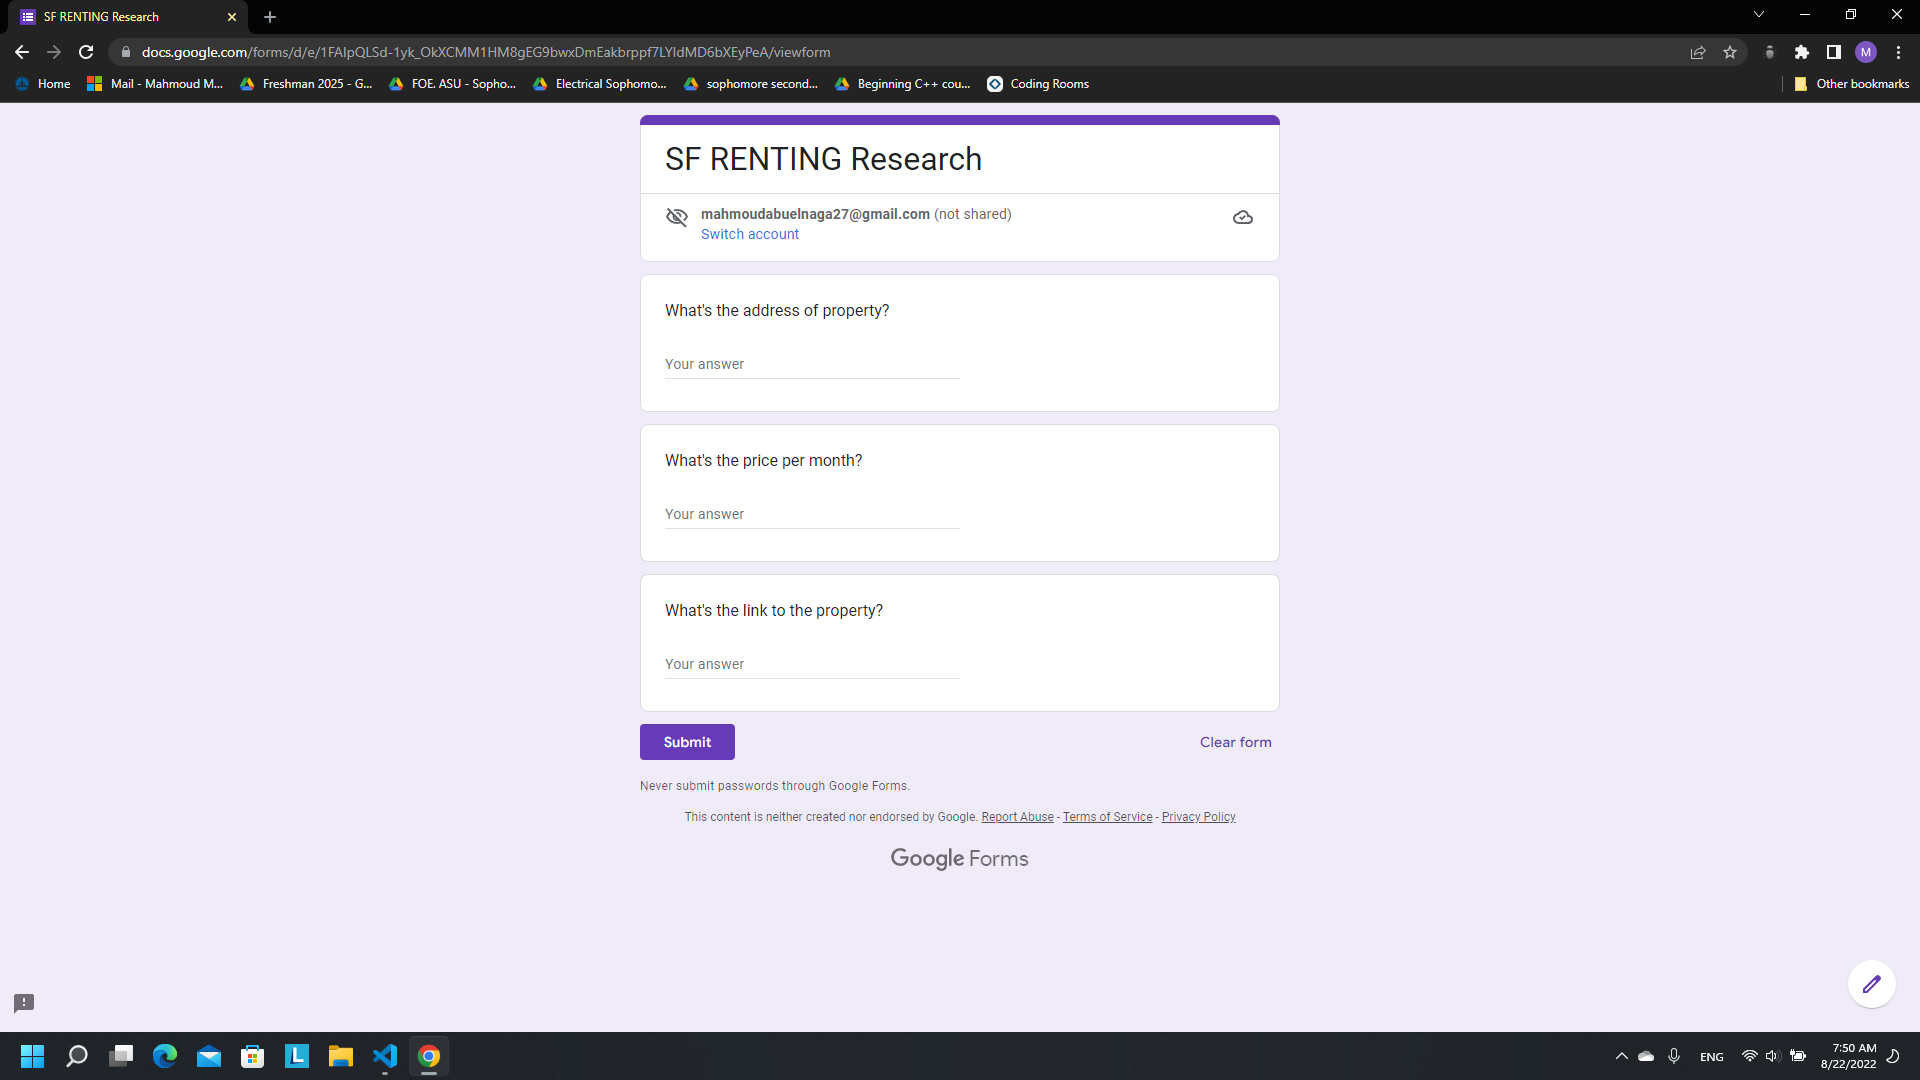 SF RENTING Research
docs.google.com/forms/d/e/1FAIpQLSd-1yk_OkXCMM1HM8gEG9bwxDmEakbrppf7LYIdMD6bXEyPeA/viewform
M
Home
Mail - Mahmoud M...
Freshman 2025 - G...
FOE. ASU - Sopho...
Electrical Sophomo...
sophomore second...
Beginning C++ cou...
Coding Rooms
Other bookmarks
SF RENTING Research
mahmoudabuelnaga27@gmail.com (not shared)
Switch account
What's the address of property?
Your answer
What's the price per month?
Your answer
What's the link to the property?
Your answer
Submit
Clear form
Never submit passwords through Google Forms.
This content is neither created nor endorsed by Google. Report Abuse - Terms of Service - Privacy Policy
Google Forms
L
ENG
7:50 AM
8/22/2022